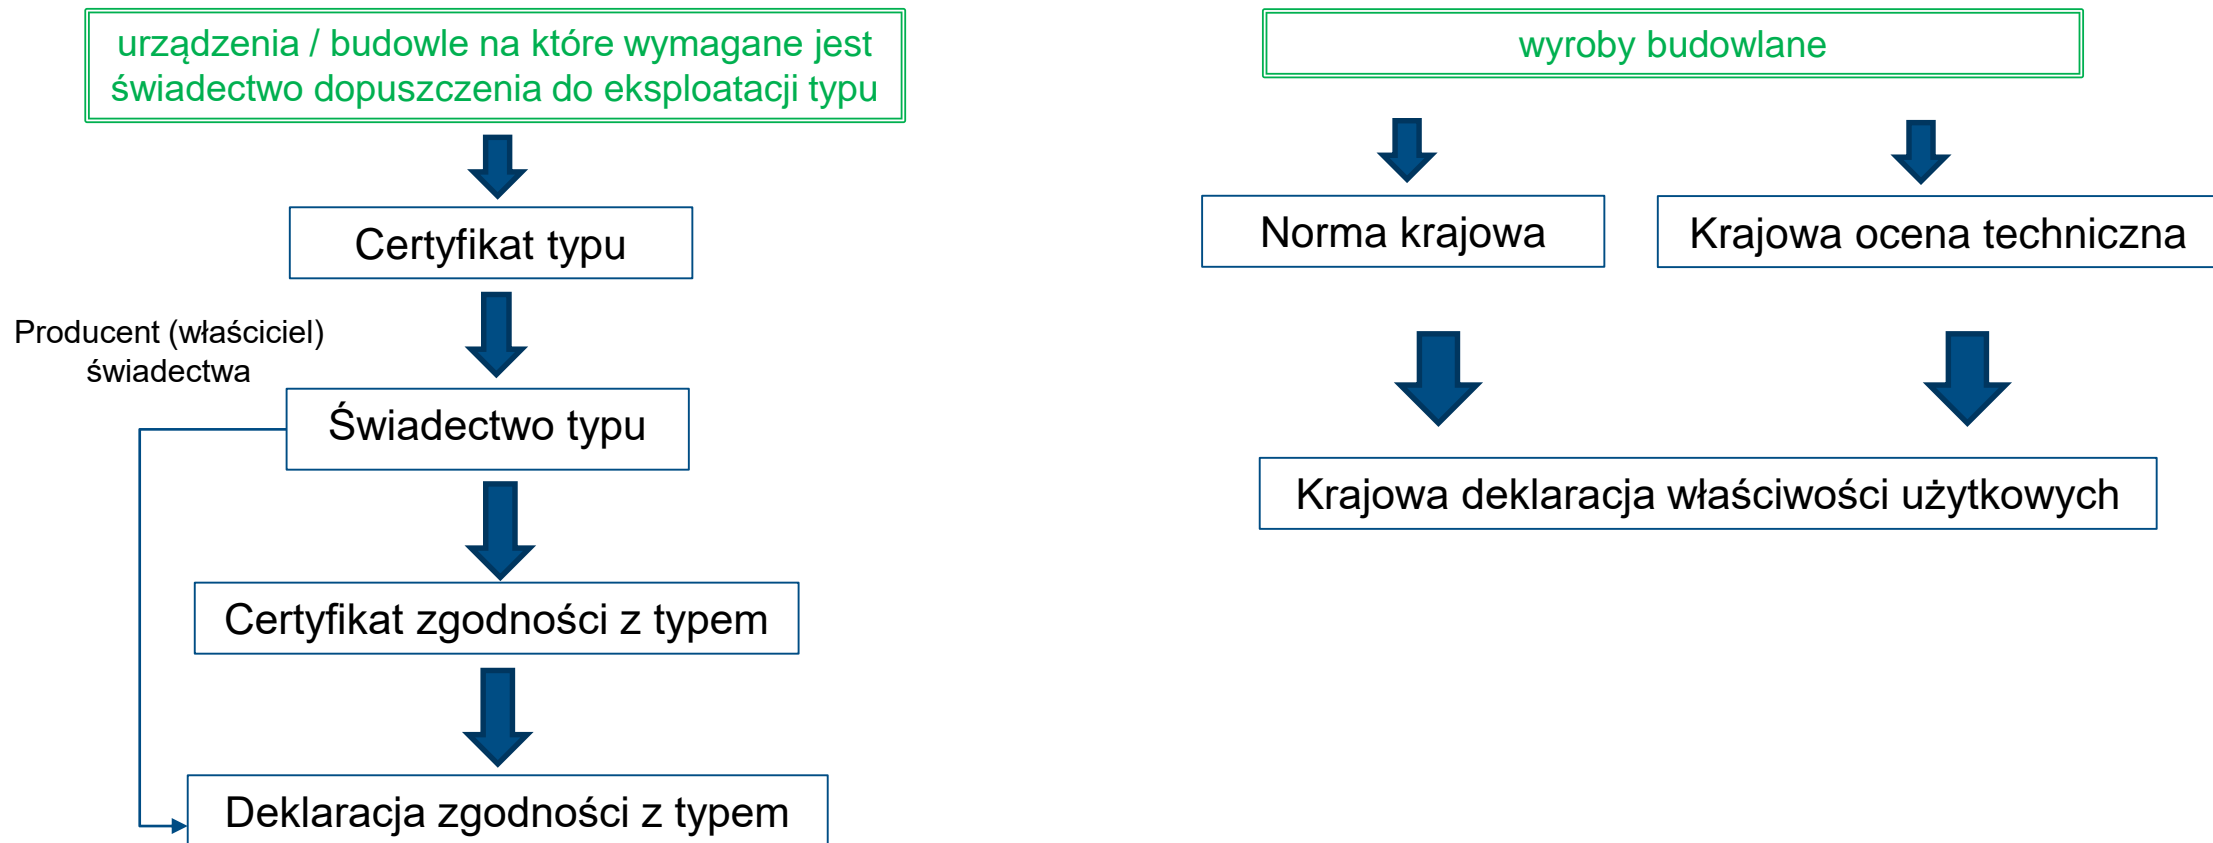 urządzenia / budowle na które wymagane jest
świadectwo dopuszczenia do eksploatacji typu
Certyfikat typu
Producent (właściciel)
świadectwa
Świadectwo typu
Certyfikat zgodności z typem
Deklaracja zgodności z typem
wyroby budowlane
Norma krajowa
Krajowa ocena techniczna
Krajowa deklaracja właściwości użytkowych